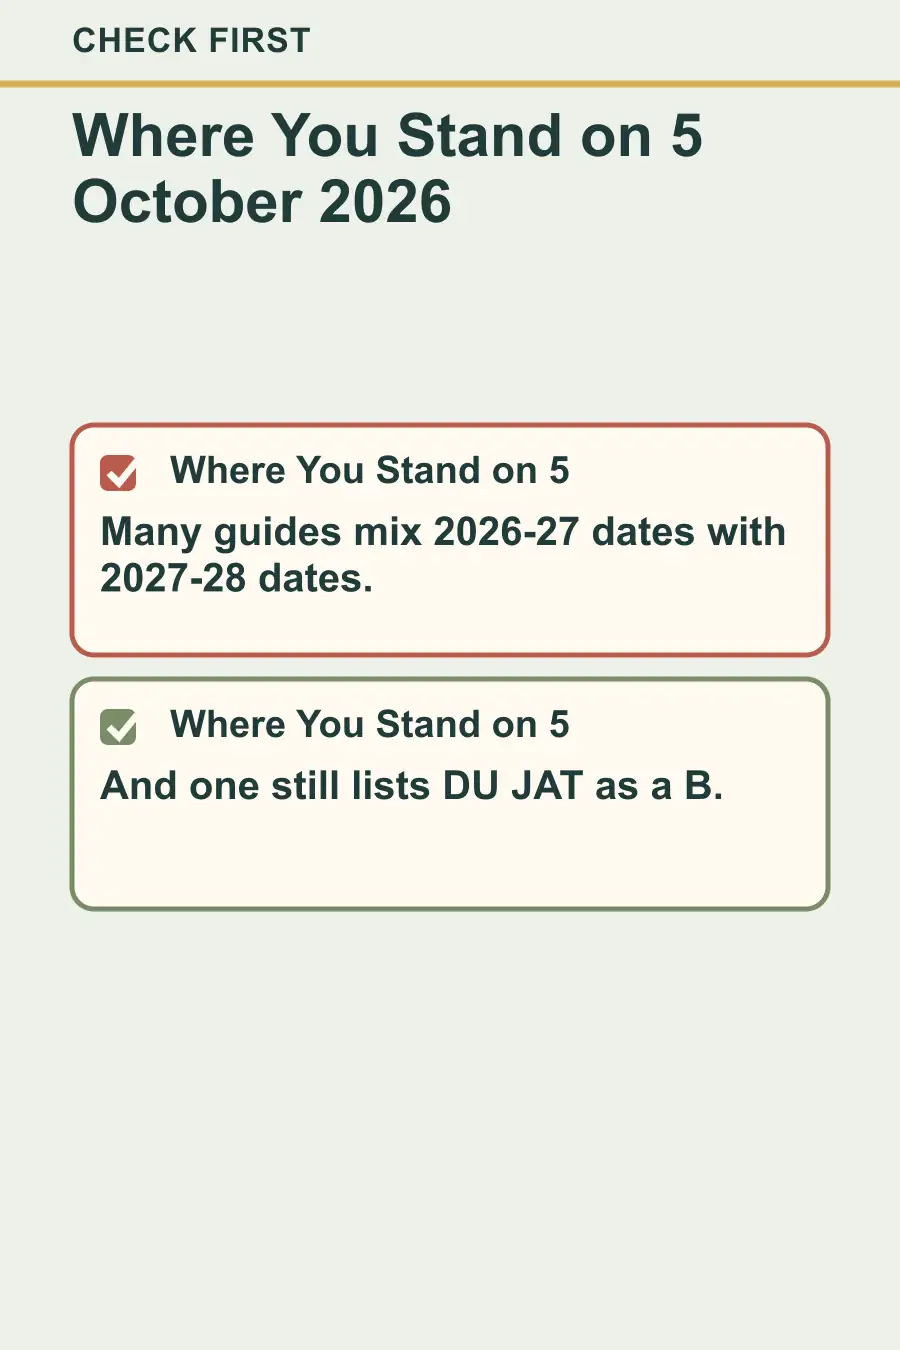 CHECK FIRST
Where You Stand on 5
October 2026
Where You Stand on 5
Many guides mix 2026-27 dates with
2027-28 dates.
Where You Stand on 5
And one still lists DU JAT as a B.